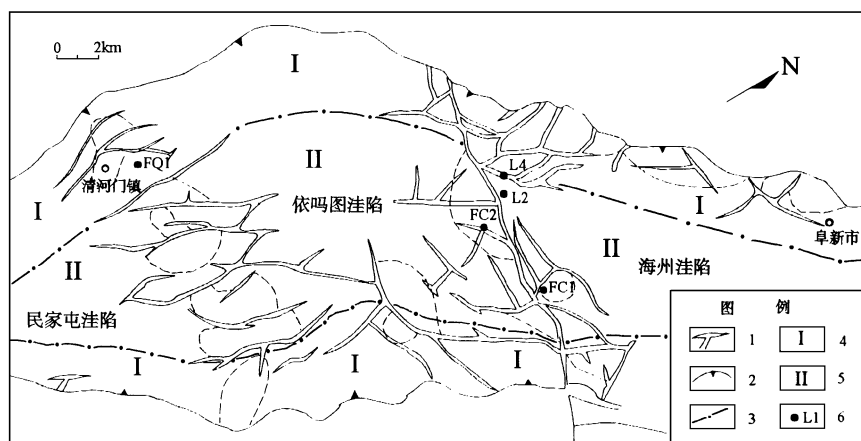 0 2km
N
I
I
II
FQ1
清河门镇
L4
L2
依吗图洼陷
FC2
I
阜新市
II
II
海州洼陷
FC1
民家屯洼陷
I
I
I
图 例
1
I 4
2
II 5
3
L1 6